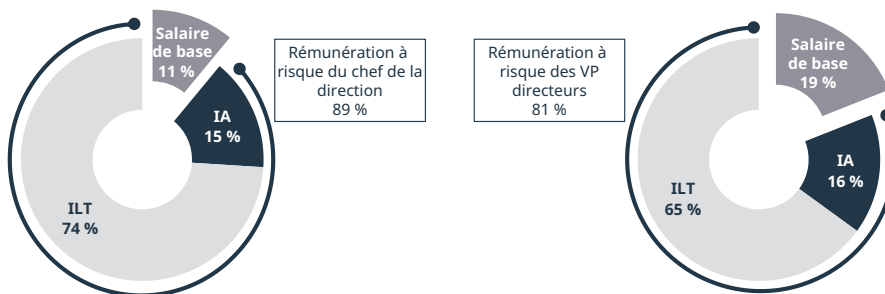 Salaire
de base
11 %
IA
15 %
ILT
74 %
Rémunération à
risque du chef de la
direction
89 %
Rémunération à
risque des VP
directeurs
81 %
Salaire
de base
19 %
IA
16 %
ILT
65 %